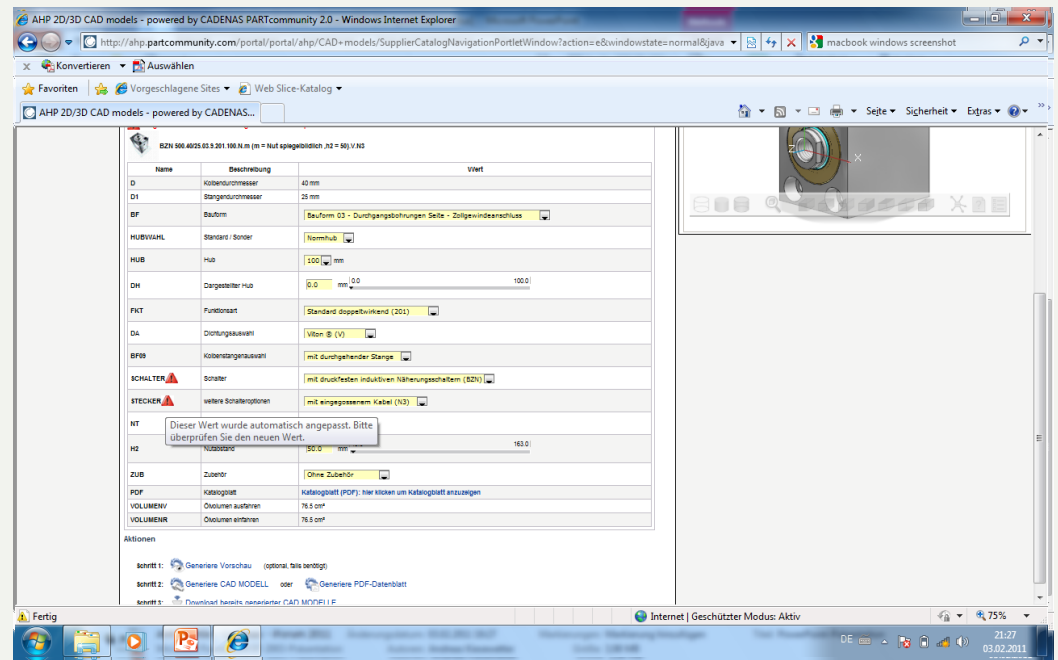 AHP 2D/3D CAD models - powered by CADENAS PARTcommunity 2.0 - Windows Internet Explorer
http://ahp.partcommunity.com/portal/portal/ahp/CAD+models/SupplierCatalogNavigationPortletWindow?action=e&windowstate=normal&java
macbook windows screenshot
x Konvertieren Auswählen
Favoriten Vorgeschlagene Sites Web Slice-Katalog
AHP 2D/3D CAD models - powered by CADENAS...
Seite Sicherheit Extras
BZN 500.40/25.03.9.201.100.N.m (m = Nut spiegelbildlich ,h2 = 50).V.N3
Name Beschreibung Wert
D Kolbendurchmesser 40 mm
D1 Stangendurchmesser 25 mm
BF Bauform Bauform 03 - Durchgangsbohrungen Seite - Zollgewindeanschluss
HUBWAHL Standard / Sonder Normhub
HUB Hub 100 mm
DH Dargestellter Hub 0.0 mm 0.0 100.0
FKT Funktionsart Standard doppeltwirkend (201)
DA Dichtungsauswahl Viton ® (V)
BF09 Kolbenstangenauswahl mit durchgehender Stange
SCHALTER Schalter mit druckfesten induktiven Näherungsschaltern (BZN)
STECKER weitere Schalteroptionen mit eingegossenem Kabel (N3)
NT
Dieser Wert wurde automatisch angepasst. Bitte
überprüfen Sie den neuen Wert.
H2 Nutabstand 50.0 mm 163.0
ZUB Zubehör Ohne Zubehör
PDF Katalogblatt Katalogblatt (PDF): hier klicken um Katalogblatt anzuzeigen
VOLUMENV Ölvolumen ausfahren 76.5 cm³
VOLUMENR Ölvolumen einfahren 76.5 cm³
Aktionen
Schritt 1: Generiere Vorschau (optional, falls benötigt)
Schritt 2: Generiere CAD MODELL oder Generiere PDF-Datenblatt
Schritt 3: Download bereits generierter CAD MODELLE
Z X
Fertig
Internet | Geschützter Modus: Aktiv
75%
DE
21:27
03.02.2011